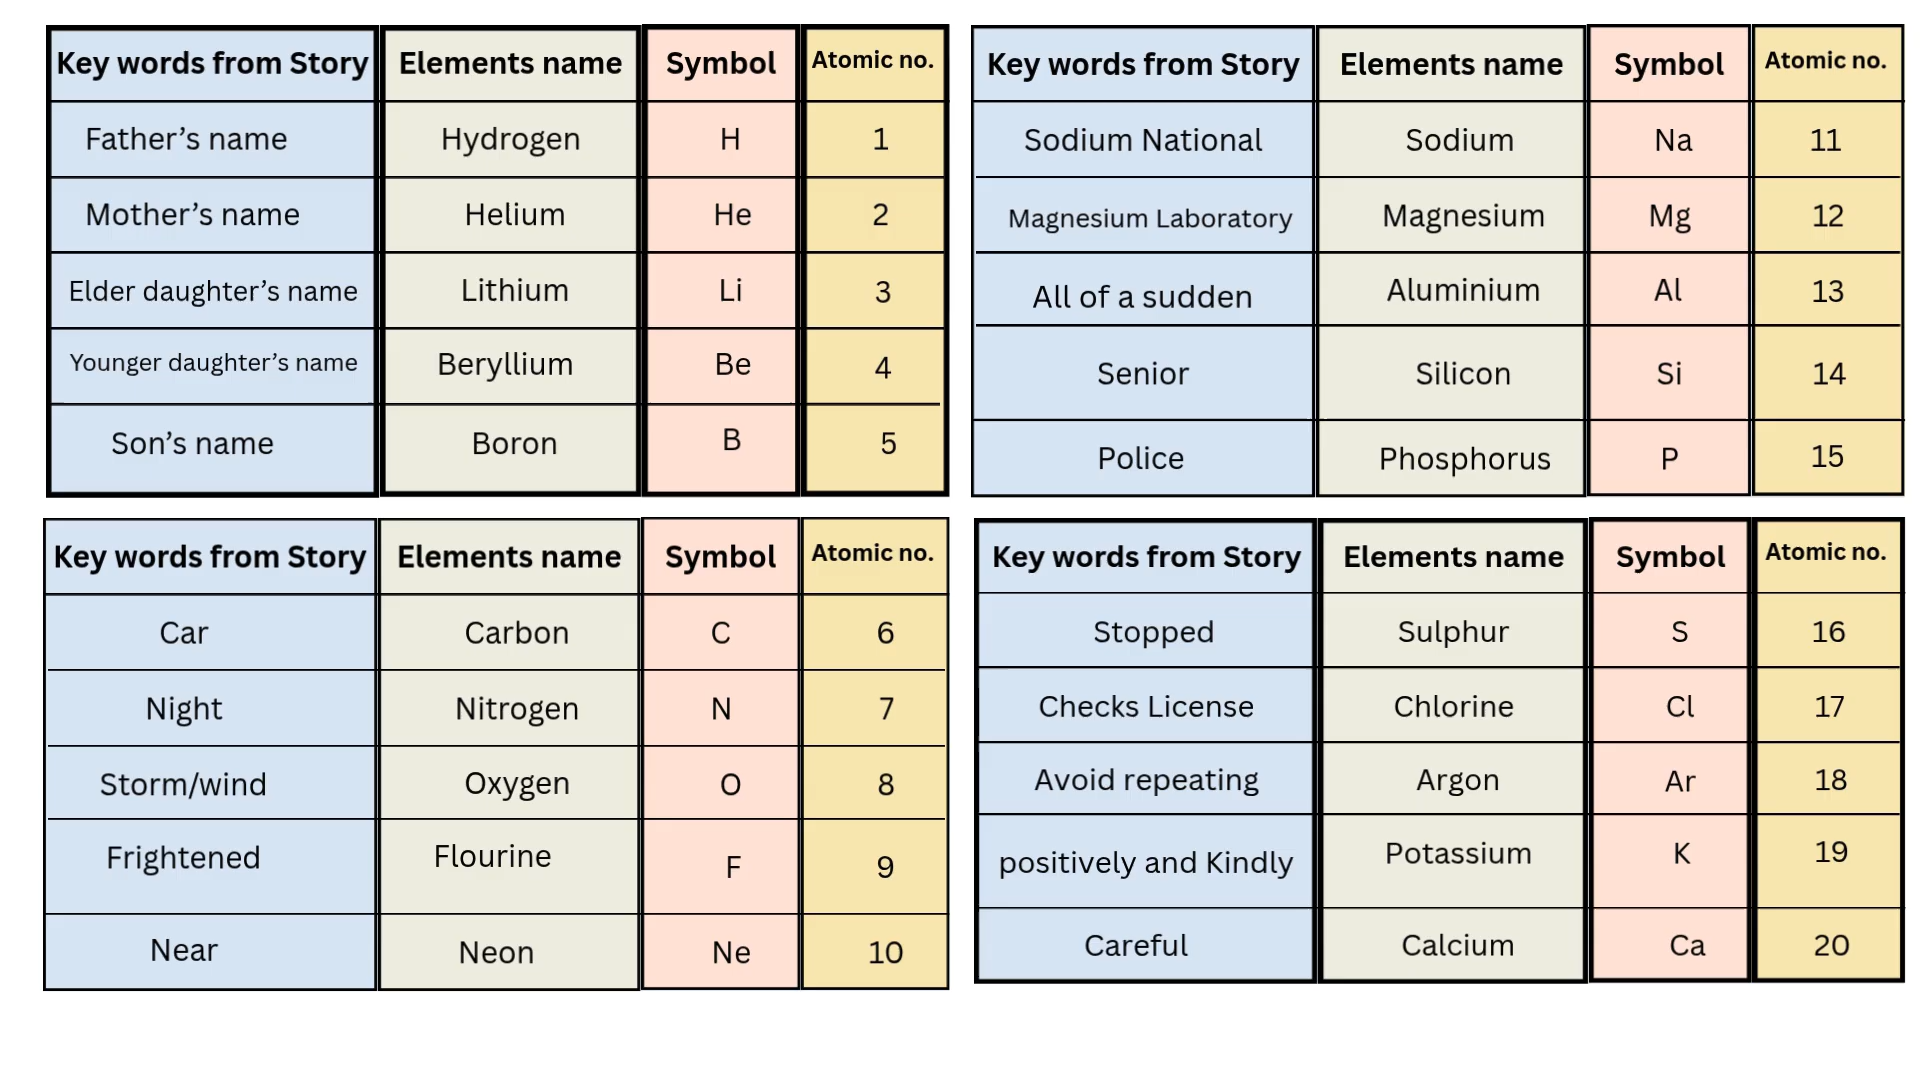 Key words from Story Elements name Symbol Atomic no.
Father’s name Hydrogen H 1
Mother’s name Helium He 2
Elder daughter’s name Lithium Li 3
Younger daughter’s name Beryllium Be 4
Son’s name Boron B 5
Key words from Story Elements name Symbol Atomic no.
Sodium National Sodium Na 11
Magnesium Laboratory Magnesium Mg 12
All of a sudden Aluminium Al 13
Senior Silicon Si 14
Police Phosphorus P 15
Key words from Story Elements name Symbol Atomic no.
Car Carbon C 6
Night Nitrogen N 7
Storm/wind Oxygen O 8
Frightened Flourine F 9
Near Neon Ne 10
Key words from Story Elements name Symbol Atomic no.
Stopped Sulphur S 16
Checks License Chlorine Cl 17
Avoid repeating Argon Ar 18
positively and Kindly Potassium K 19
Careful Calcium Ca 20